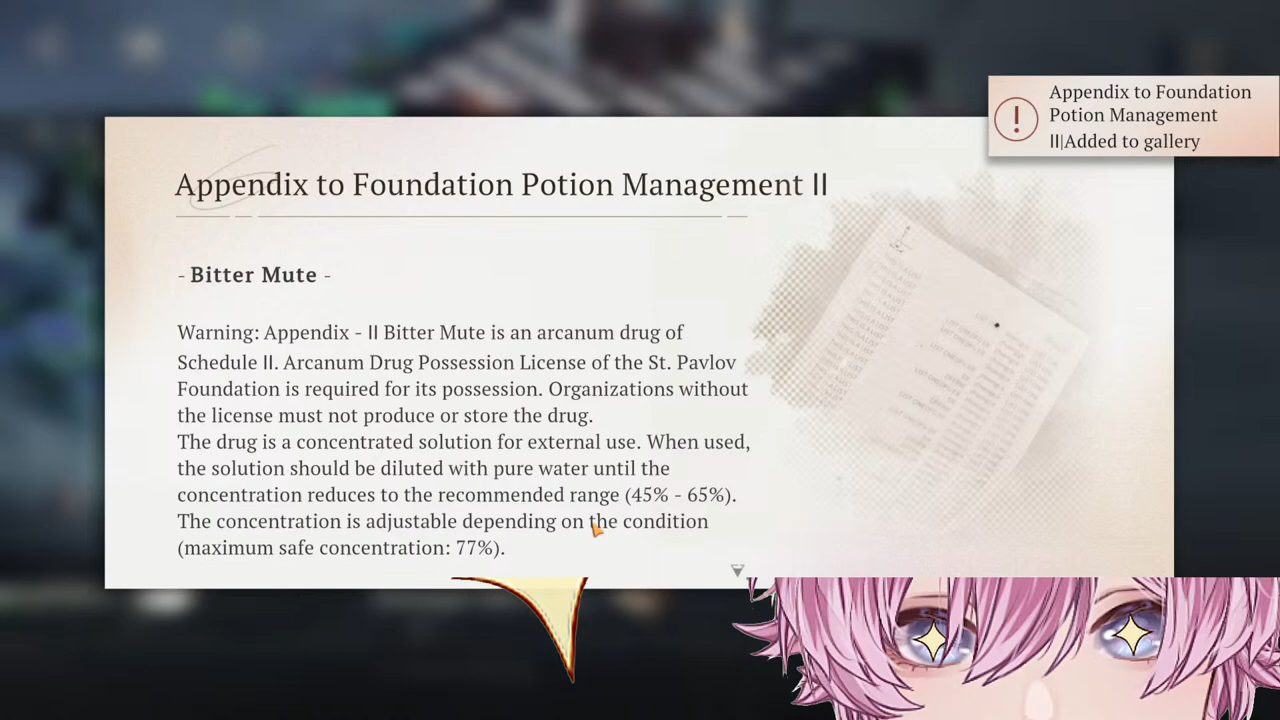 Appendix to Foundation
Potion Management
II|Added to gallery
Appendix to Foundation Potion Management II
- Bitter Mute -
Warning: Appendix - II Bitter Mute is an arcanum drug of
Schedule II. Arcanum Drug Possession License of the St. Pavlov
Foundation is required for its possession. Organizations without
the license must not produce or store the drug.
The drug is a concentrated solution for external use. When used,
the solution should be diluted with pure water until the
concentration reduces to the recommended range (45% - 65%).
The concentration is adjustable depending on the condition
(maximum safe concentration: 77%).